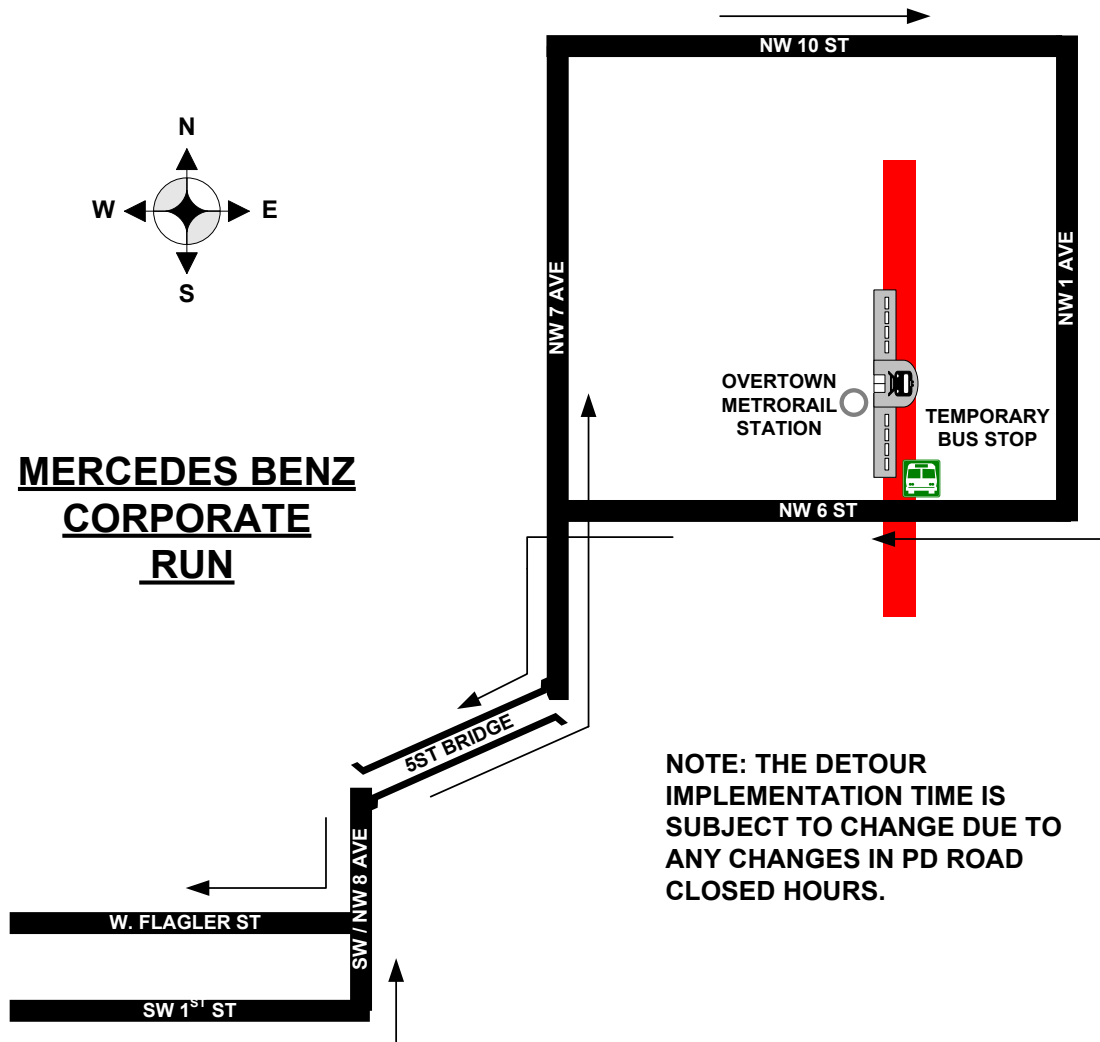 NW 10 ST
N
W
E
S
NW 7 AVE
NW 1 AVE
OVERTOWN
METRORAIL
STATION
TEMPORARY
BUS STOP
MERCEDES BENZ
CORPORATE
RUN
NW 6 ST
5ST BRIDGE
NOTE: THE DETOUR
IMPLEMENTATION TIME IS
SUBJECT TO CHANGE DUE TO
ANY CHANGES IN PD ROAD
CLOSED HOURS.
SW / NW 8 AVE
W. FLAGLER ST
SW 1ST ST